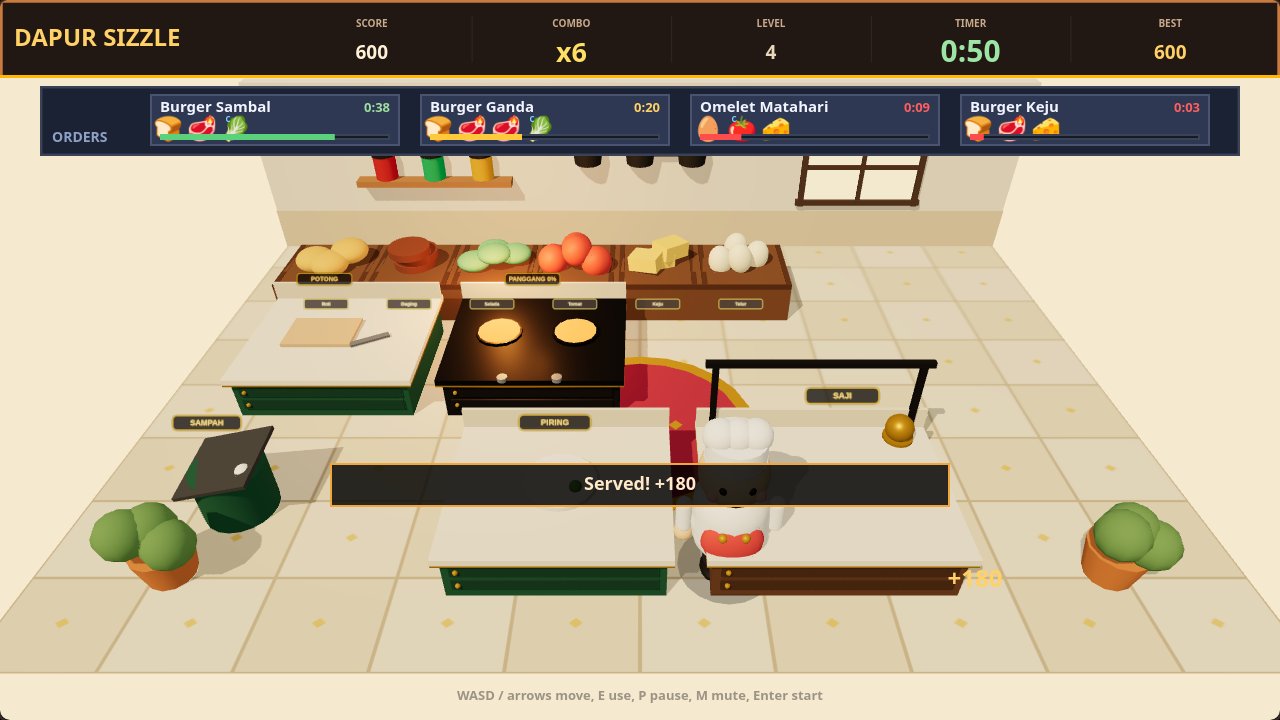 DAPUR SIZZLE
SCORE
600
COMBO
x6
LEVEL
4
TIMER
0:50
BEST
600
ORDERS
Burger Sambal 0:38
Burger Ganda 0:20
Omelet Matahari 0:09
Burger Keju 0:03
POTONG
PANGGANG 0%
Roti
Daging
Selada
Tomat
Keju
Telur
SAJI
SAMPAH
PIRING
Served! +180
+180
WASD / arrows move, E use, P pause, M mute, Enter start